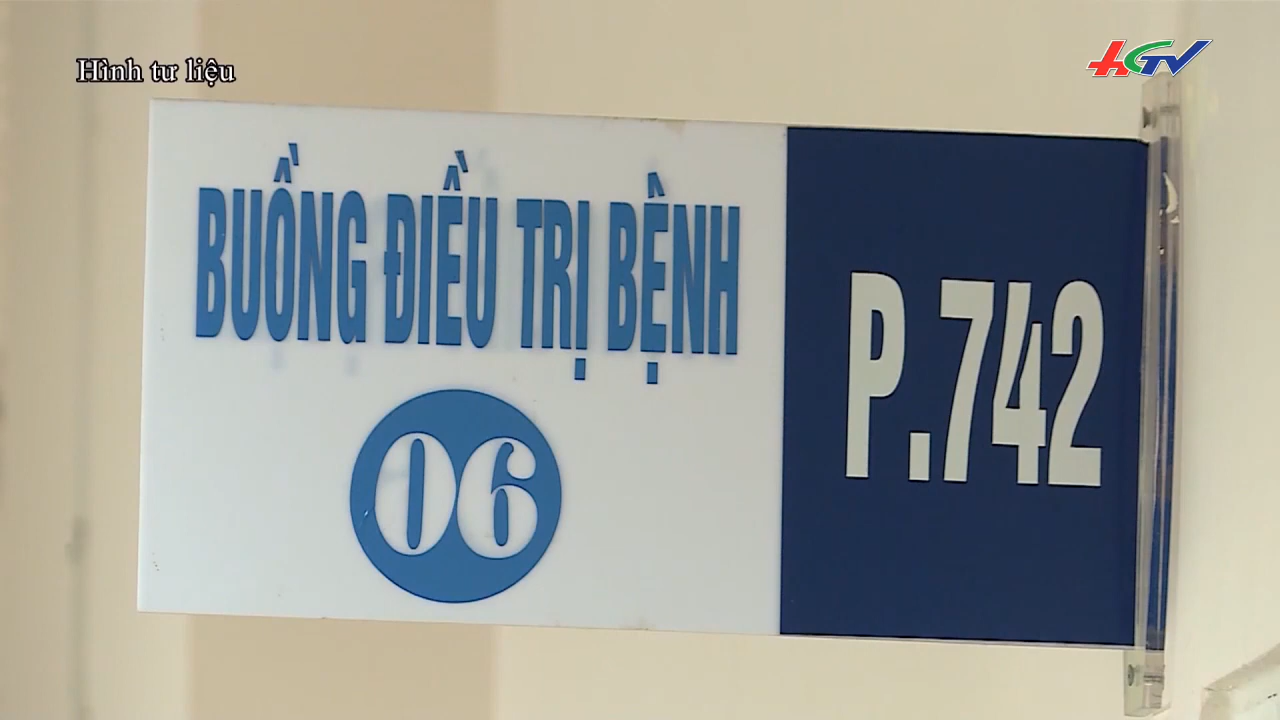 Hình tư liệu
HGTV
BUỒNG ĐIỀU TRỊ BỆNH
06
P.742